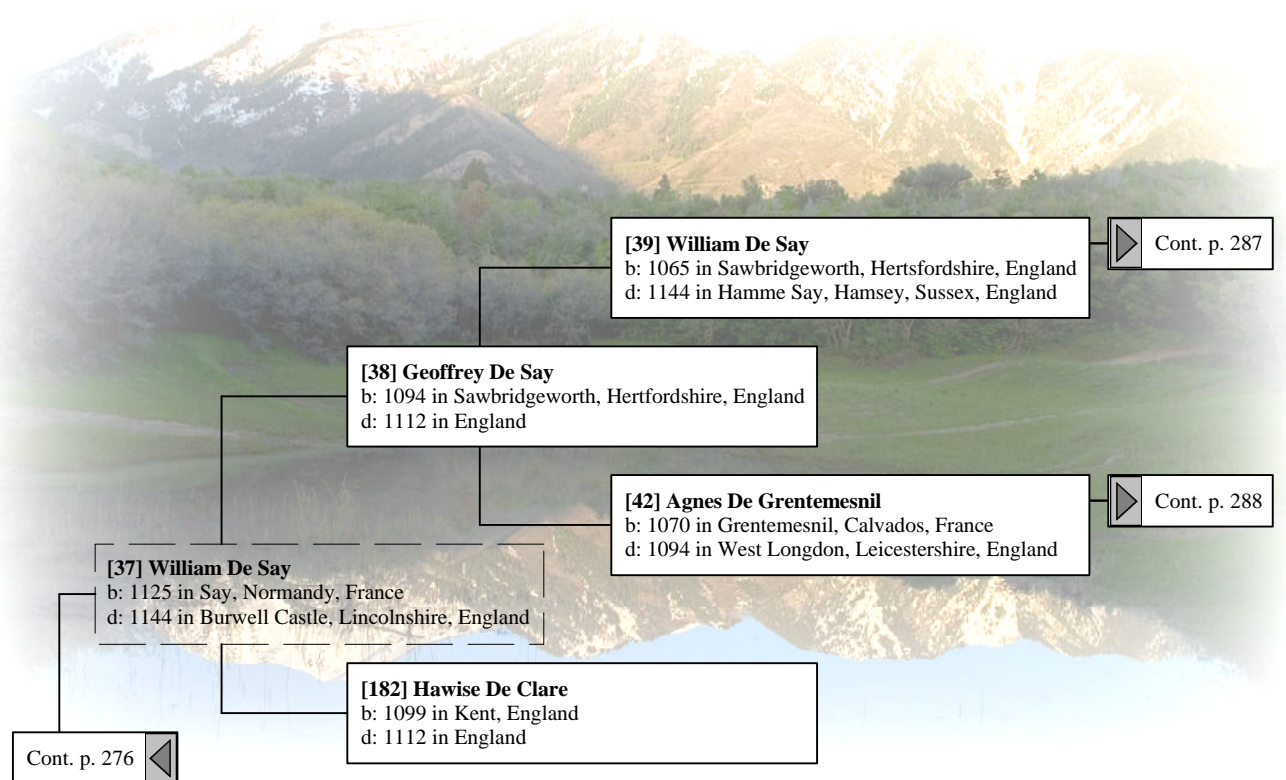 [39] William De Say
b: 1065 in Sawbridgeworth, Hertsfordshire, England
d: 1144 in Hamme Say, Hamsey, Sussex, England
Cont. p. 287
[38] Geoffrey De Say
b: 1094 in Sawbridgeworth, Hertfordshire, England
d: 1112 in England
[42] Agnes De Grentemesnil
b: 1070 in Grentemesnil, Calvados, France
d: 1094 in West Longdon, Leicestershire, England
Cont. p. 288
[37] William De Say
b: 1125 in Say, Normandy, France
d: 1144 in Burwell Castle, Lincolnshire, England
[182] Hawise De Clare
b: 1099 in Kent, England
d: 1112 in England
Cont. p. 276